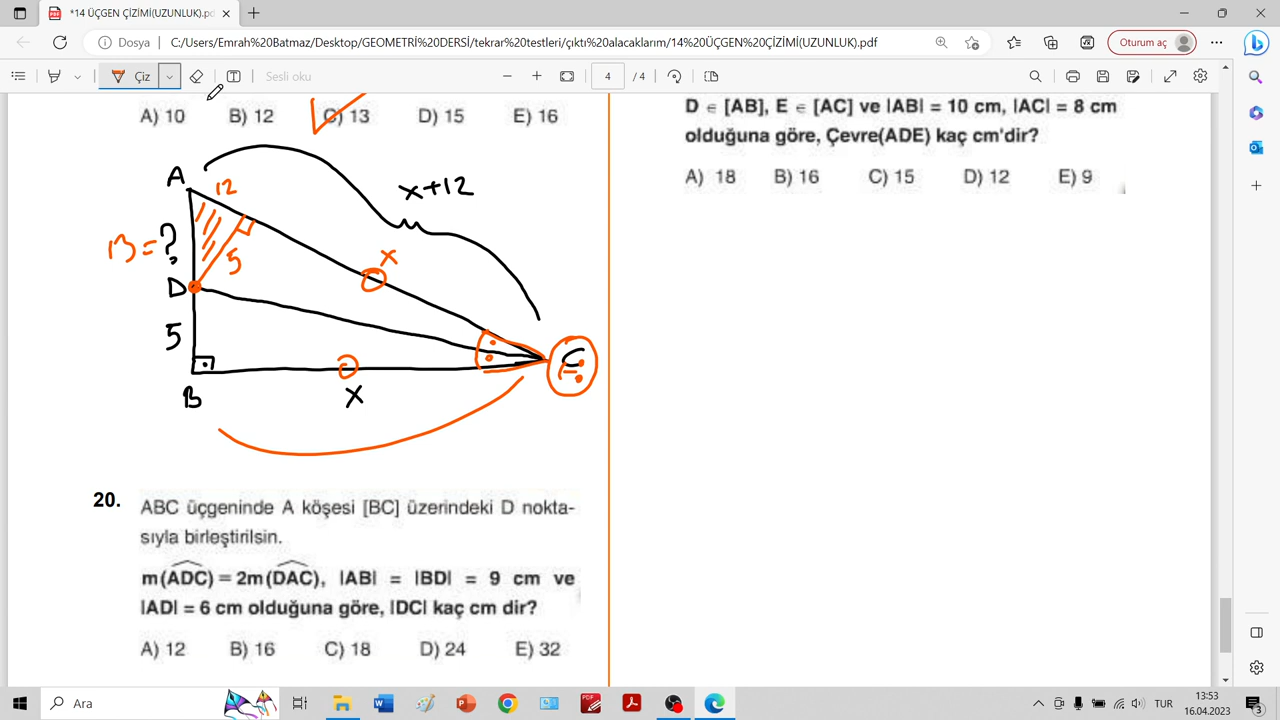 *14 ÜÇGEN ÇİZİMİ(UZUNLUK).pd
Dosya
C:/Users/Emrah%20Batmaz/Desktop/GEOMETRİ%20DERSİ/tekrar%20testleri/çıktı%20alacaklarım/14%20ÜÇGEN%20ÇİZİMİ(UZUNLUK).pdf
Oturum aç
Çiz
Sesli oku
4 / 4
A) 10 B) 12 C) 13 D) 15 E) 16
A
12
x+12
13 = ?
5
x
D
5
C
B
x
20.
ABC üçgeninde A köşesi [BC] üzerindeki D nokta-
sıyla birleştirilsin.
m(ADC) = 2m(DAC), |AB| = |BD| = 9 cm ve
|AD| = 6 cm olduğuna göre, |DC| kaç cm dir?
A) 12 B) 16 C) 18 D) 24 E) 32
D ∈ [AB], E ∈ [AC] ve |AB| = 10 cm, |AC| = 8 cm
olduğuna göre, Çevre(ADE) kaç cm'dir?
A) 18 B) 16 C) 15 D) 12 E) 9
Ara
TUR
13:53
16.04.2023
3